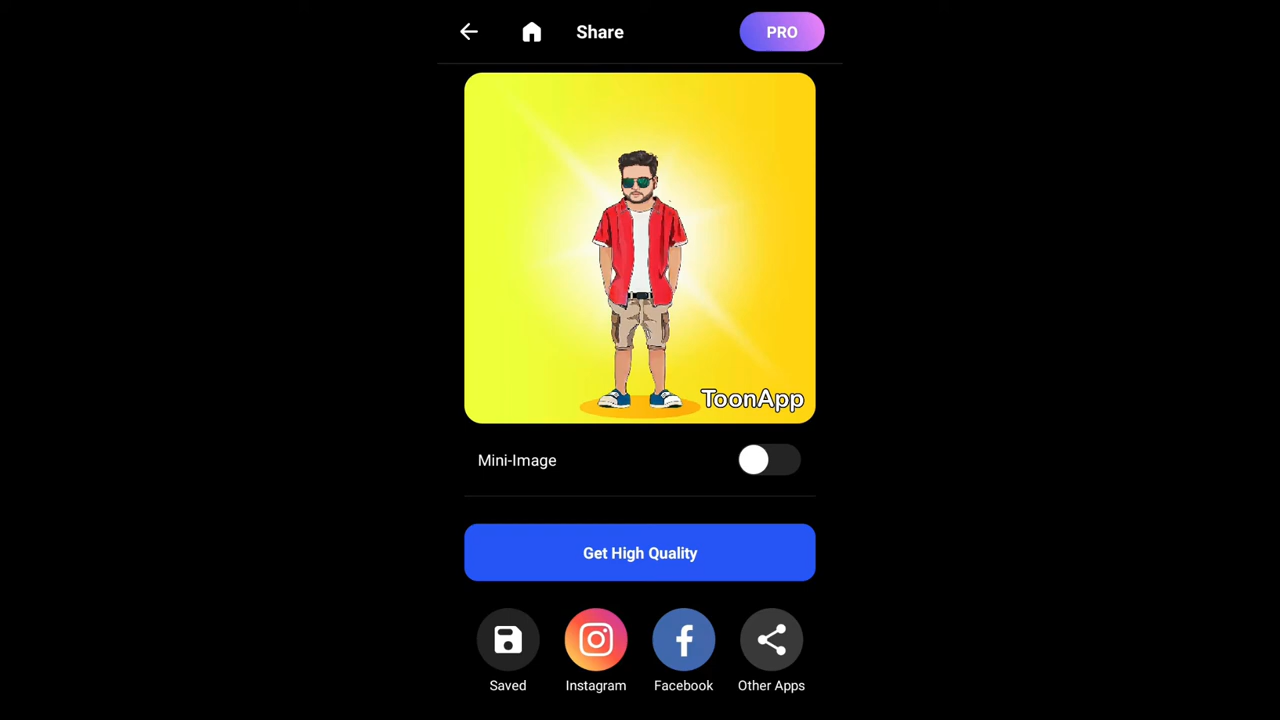 Share
PRO
ToonApp
Mini-Image
Get High Quality
Saved
Instagram
Facebook
Other Apps